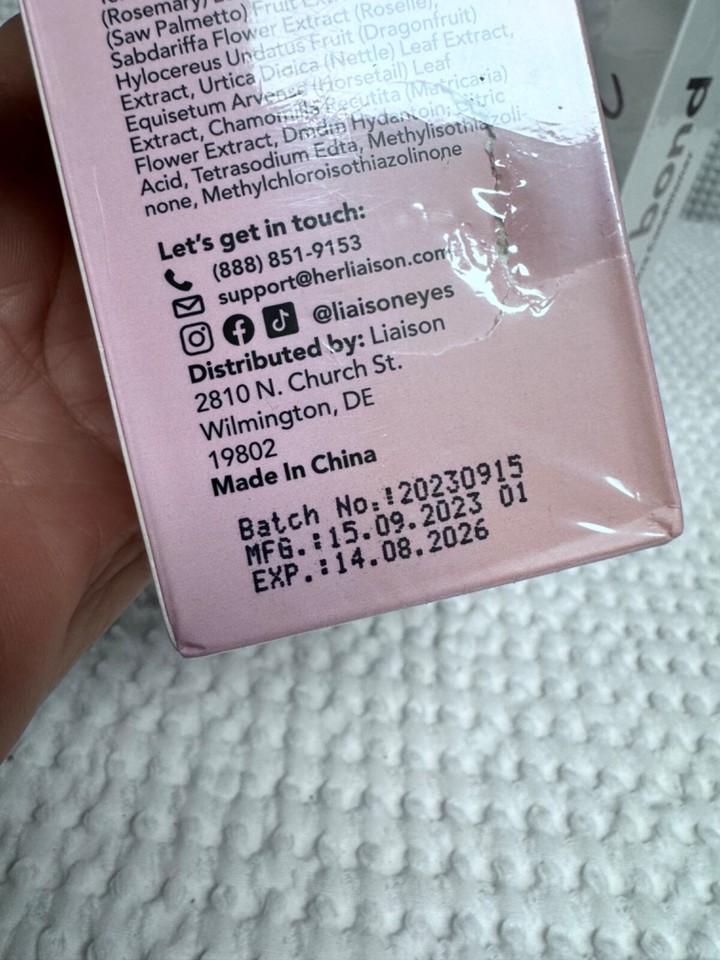 (Rosemary)
(Saw Palmetto) Fruit
Sabdariffa Flower Extract (Roselle),
Hylocereus Undatus Fruit (Dragonfruit)
Extract, Urtica Dioica (Nettle) Leaf Extract,
Equisetum Arvense (Horsetail) Leaf
Extract, Chamomilla Recutita (Matricaria)
Flower Extract, Dmdm Hydantoin, Citric
Acid, Tetrasodium Edta, Methylisothiazoli-
none, Methylchloroisothiazolinone
Let's get in touch:
(888) 851-9153
support@herliaison.com
@liaisoneyes
Distributed by: Liaison
2810 N. Church St.
Wilmington, DE
19802
Made In China
Batch No.:20230915
MFG.:15.09.2023 01
EXP.:14.08.2026
bond